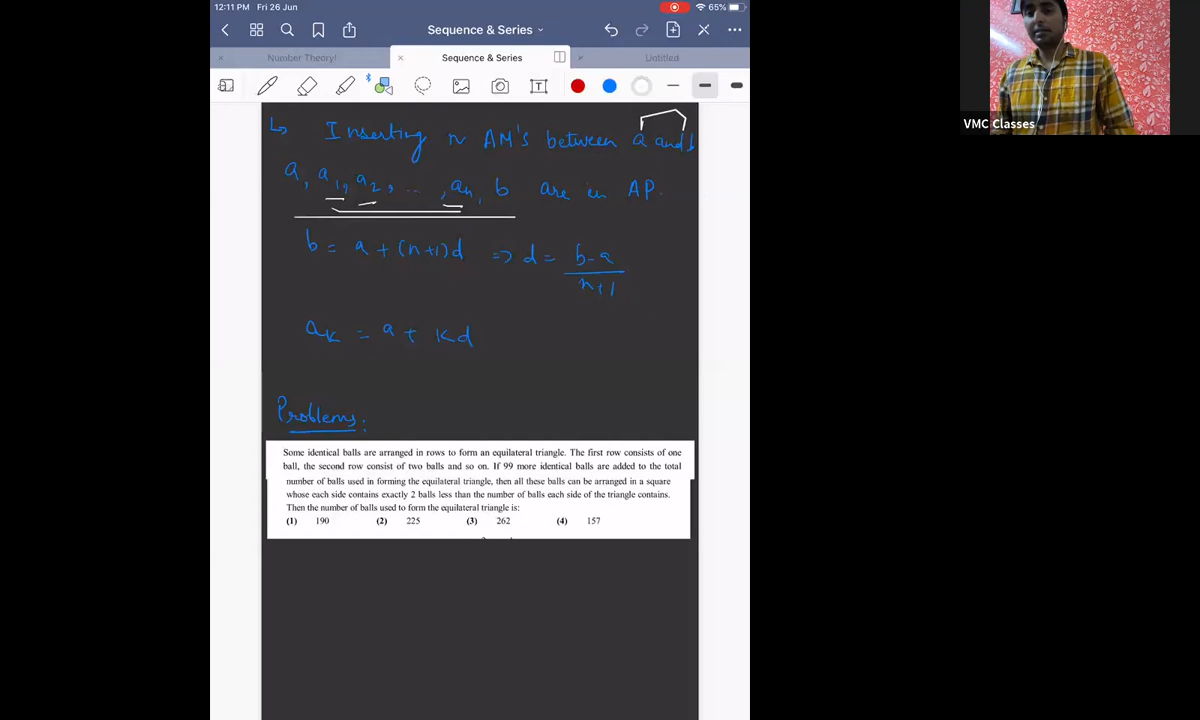 12:11 PM Fri 26 Jun
65%
Sequence & Series
Number Theory!
Sequence & Series
Untitled
T
VMC Classes
↳ Inserting n AM's between a and b
a, a1, a2, ..., an, b are in AP.
b = a + (n+1)d => d = b-a
n+1
ak = a + kd
Problems:
Some identical balls are arranged in rows to form an equilateral triangle. The first row consists of one
ball, the second row consist of two balls and so on. If 99 more identical balls are added to the total
number of balls used in forming the equilateral triangle, then all these balls can be arranged in a square
whose each side contains exactly 2 balls less than the number of balls each side of the triangle contains.
Then the number of balls used to form the equilateral triangle is:
(1) 190 (2) 225 (3) 262 (4) 157